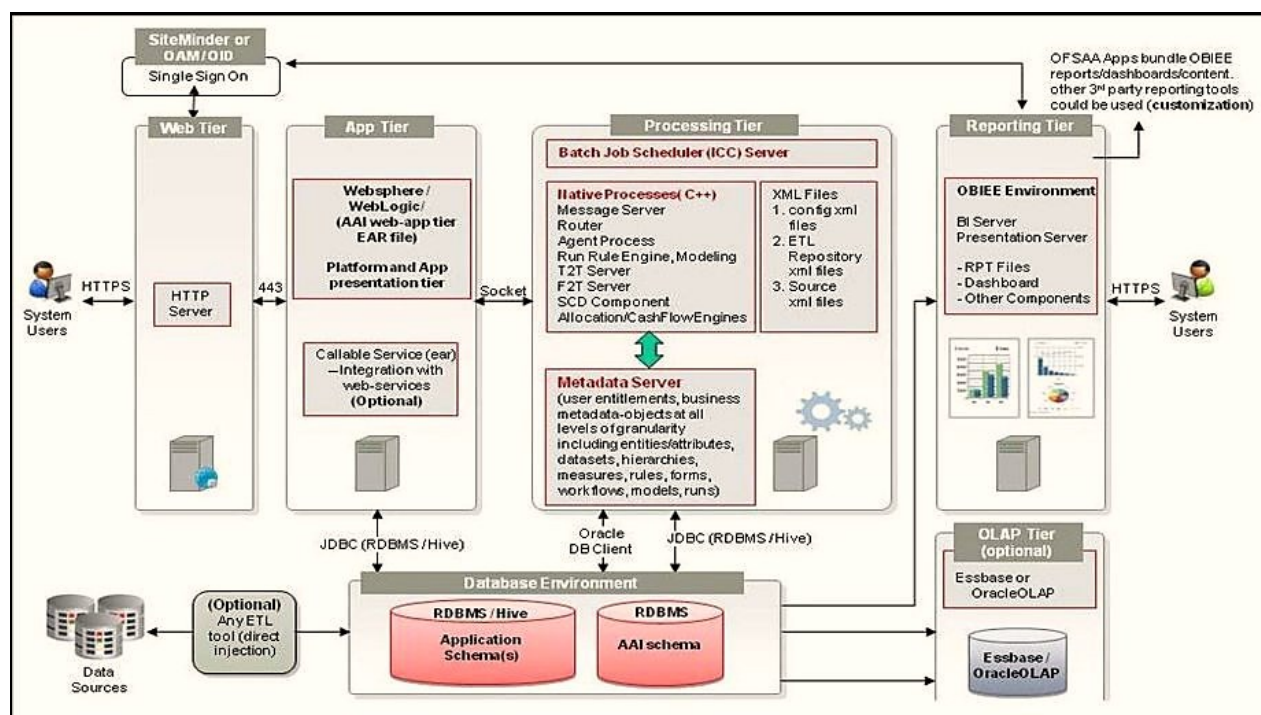 SiteMinder or
OAM/OID
Single Sign On
OFSAA Apps bundle OBIEE
reports/dashboards/content.
other 3rd party reporting tools
could be used (customization)
Web Tier
App Tier
Processing Tier
Reporting Tier
System
Users
HTTPS
HTTP
Server
443
Websphere /
WebLogic/
(AAI web-app tier
EAR file)
Platform and App
presentation tier
Callable Service (ear)
–Integration with
web-services
(Optional)
Socket
Batch Job Scheduler (ICC) Server
Native Processes( C++)
Message Server
Router
Agent Process
Run Rule Engine, Modeling
T2T Server
F2T Server
SCD Component
Allocation/CashFlowEngines
XML Files
1. config xml
files
2. ETL
Repository
xml files
3. Source
xml files
Metadata Server
(user entitlements, business
metadata-objects at all
levels of granularity
including entities/attributes,
datasets, hierarchies,
measures, rules, forms,
workflows, models, runs)
OBIEE Environment
BI Server
Presentation Server
- RPT Files
- Dashboard
- Other Components
HTTPS
System
Users
JDBC (RDBMS /Hive)
Oracle
DB Client
JDBC (RDBMS /Hive)
Data
Sources
(Optional)
Any ETL
tool (direct
injection)
Database Environment
RDBMS / Hive
Application
Schema(s)
RDBMS
AAI schema
OLAP Tier
(optional)
Essbase or
OracleOLAP
Essbase /
OracleOLAP